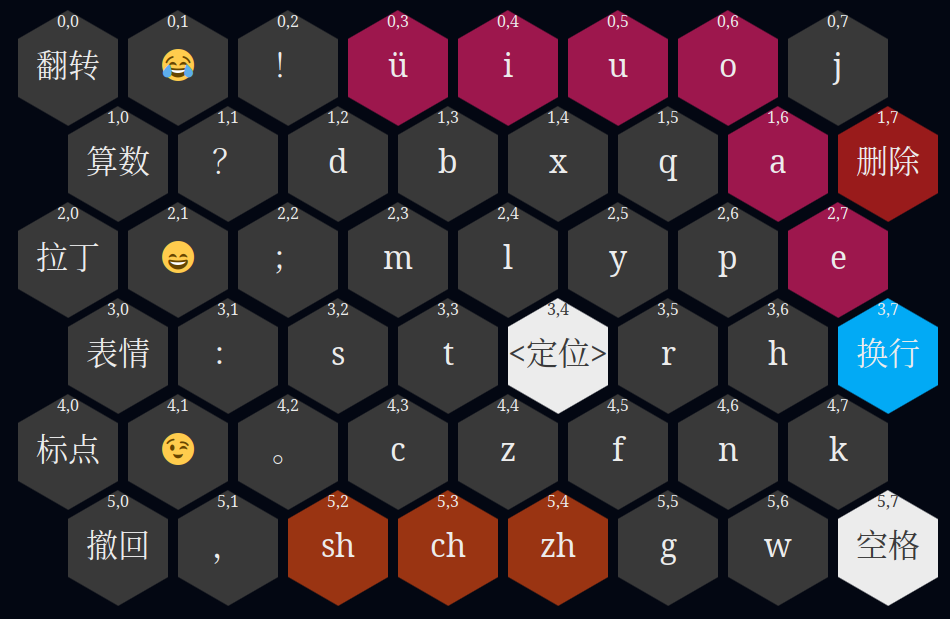 0,0 0,1 0,2 0,3 0,4 0,5 0,6 0,7
翻转 😂 ! ü i u o j
1,0 1,1 1,2 1,3 1,4 1,5 1,6 1,7
算数 ? d b x q a 删除
2,0 2,1 2,2 2,3 2,4 2,5 2,6 2,7
拉丁 😄 ; m l y p e
3,0 3,1 3,2 3,3 3,4 3,5 3,6 3,7
表情 : s t <定位> r h 换行
4,0 4,1 4,2 4,3 4,4 4,5 4,6 4,7
标点 😉 。 c z f n k
5,0 5,1 5,2 5,3 5,4 5,5 5,6 5,7
撤回 , sh ch zh g w 空格